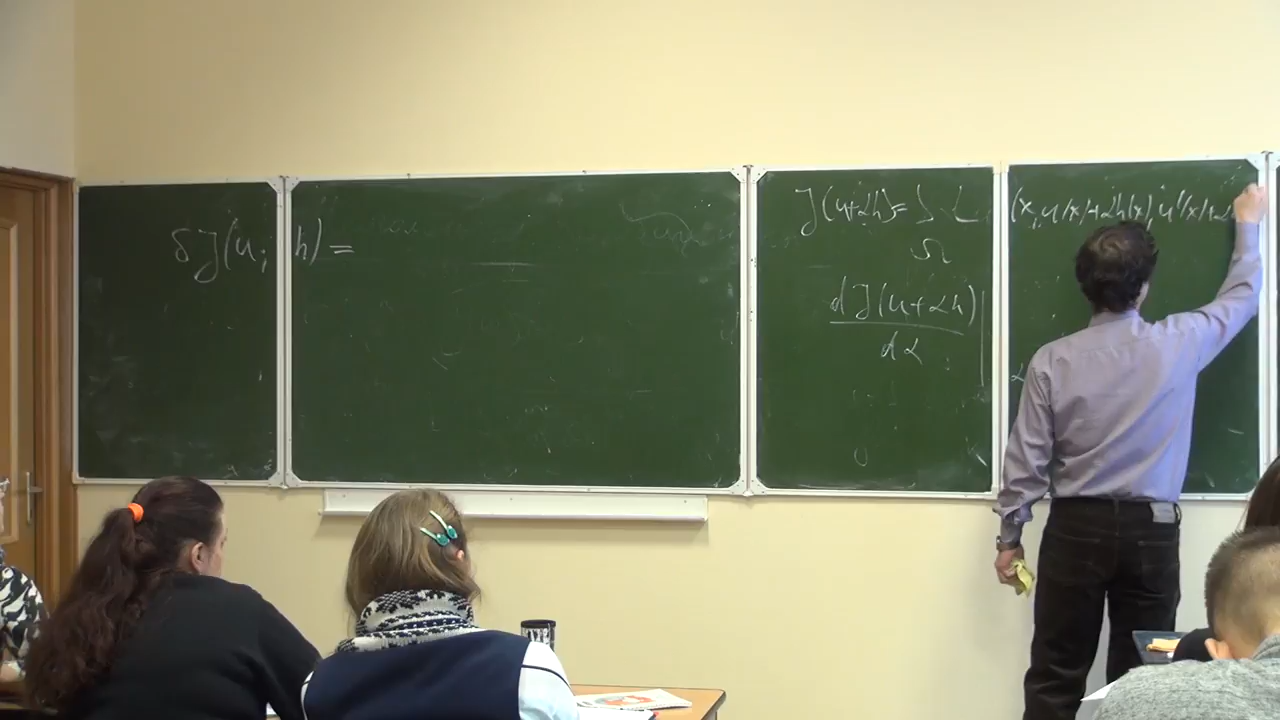 δJ(u; h) =
J(u+αh) = ∫ L (x, u(x)+αh(x), u'(x)+α
Ω
dJ(u+αh) |
dα